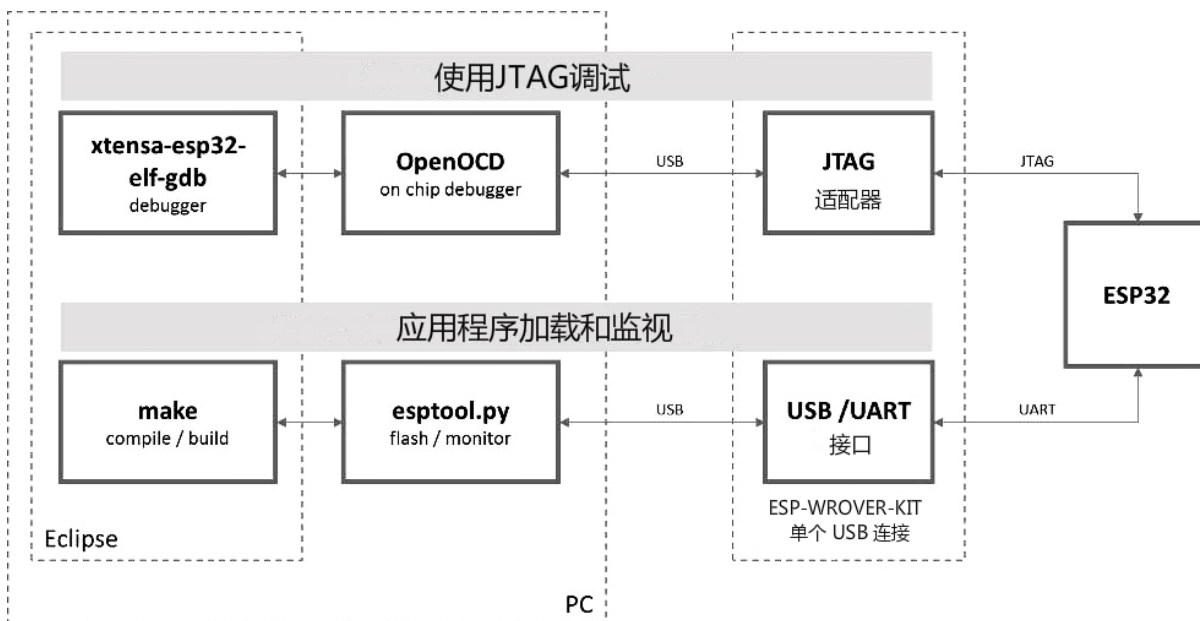 使用JTAG调试
xtensa-esp32-
elf-gdb
debugger
OpenOCD
on chip debugger
USB
JTAG
适配器
JTAG
ESP32
应用程序加载和监视
make
compile / build
esptool.py
flash / monitor
USB
USB /UART
接口
UART
ESP-WROVER-KIT
单个 USB 连接
Eclipse
PC